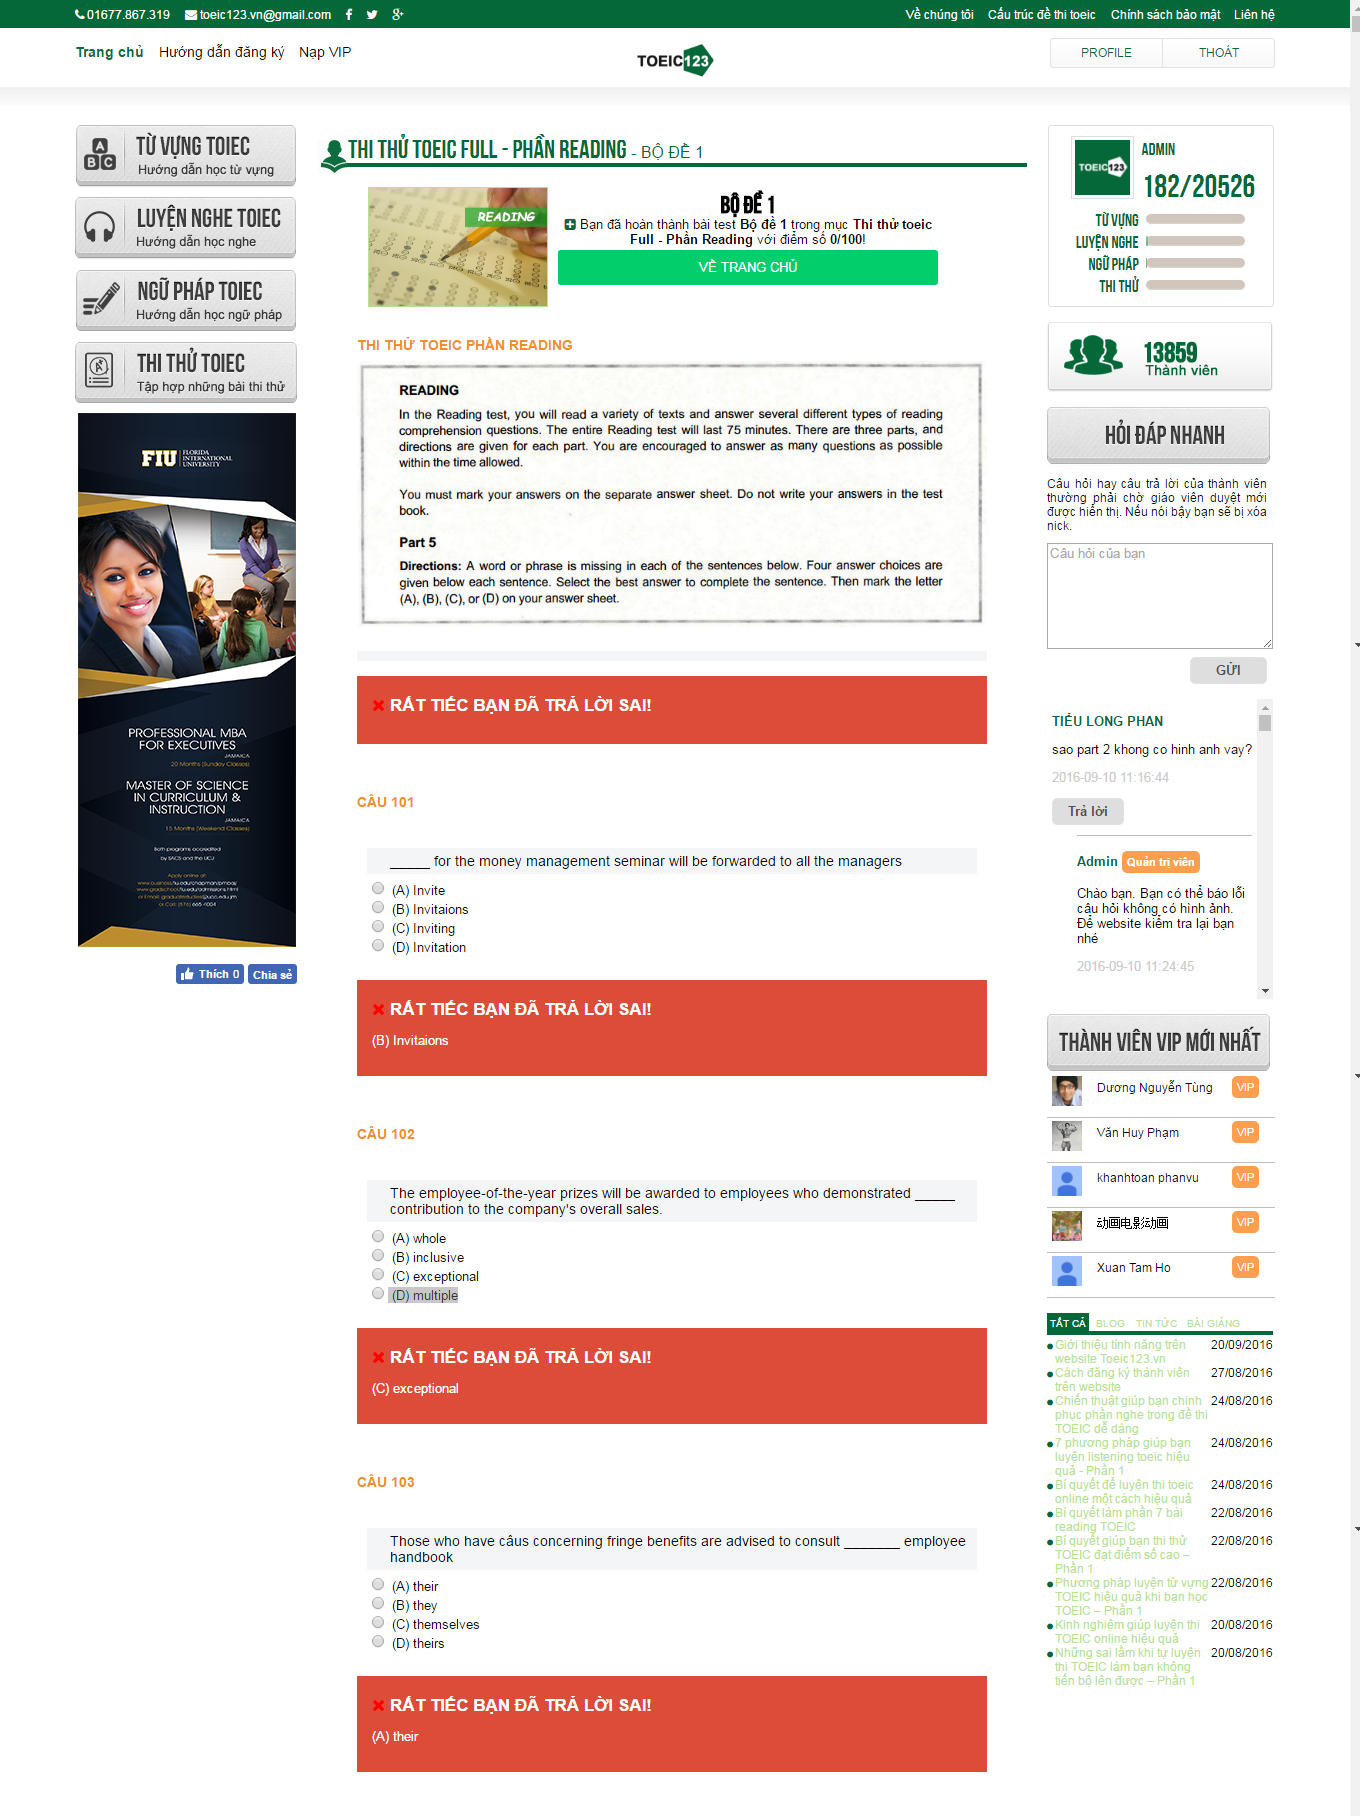 01677.867.319 toeic123.vn@gmail.com
Về chúng tôi Cấu trúc đề thi toeic Chính sách bảo mật Liên hệ
Trang chủ Hướng dẫn đăng ký Nạp VIP
TOEIC123
PROFILE THOÁT
TỪ VỰNG TOIEC
Hướng dẫn học từ vựng
LUYỆN NGHE TOIEC
Hướng dẫn học nghe
NGỮ PHÁP TOIEC
Hướng dẫn học ngữ pháp
THI THỬ TOIEC
Tập hợp những bài thi thử
FIU FLORIDA
INTERNATIONAL
UNIVERSITY
PROFESSIONAL MBA
FOR EXECUTIVES
JAMAICA
20 Months (Sunday Classes)
MASTER OF SCIENCE
IN CURRICULUM &
INSTRUCTION
JAMAICA
15 Months (Weekend Classes)
Both programs accredited
by SACS and the UCJ
Apply online at:
Thích 0 Chia sẻ
THI THỬ TOEIC FULL - PHẦN READING - BỘ ĐỀ 1
READING
BỘ ĐỀ 1
Bạn đã hoàn thành bài test Bộ đề 1 trong mục Thi thử toeic
Full - Phần Reading với điểm số 0/100!
VỀ TRANG CHỦ
THI THỬ TOEIC PHẦN READING
READING
In the Reading test, you will read a variety of texts and answer several different types of reading
comprehension questions. The entire Reading test will last 75 minutes. There are three parts, and
directions are given for each part. You are encouraged to answer as many questions as possible
within the time allowed.
You must mark your answers on the separate answer sheet. Do not write your answers in the test
book.
Part 5
Directions: A word or phrase is missing in each of the sentences below. Four answer choices are
given below each sentence. Select the best answer to complete the sentence. Then mark the letter
(A), (B), (C), or (D) on your answer sheet.
RẤT TIẾC BẠN ĐÃ TRẢ LỜI SAI!
CÂU 101
_____ for the money management seminar will be forwarded to all the managers
(A) Invite
(B) Invitaions
(C) Inviting
(D) Invitation
RẤT TIẾC BẠN ĐÃ TRẢ LỜI SAI!
(B) Invitaions
CÂU 102
The employee-of-the-year prizes will be awarded to employees who demonstrated _____
contribution to the company's overall sales.
(A) whole
(B) inclusive
(C) exceptional
(D) multiple
RẤT TIẾC BẠN ĐÃ TRẢ LỜI SAI!
(C) exceptional
CÂU 103
Those who have câus concerning fringe benefits are advised to consult _______ employee
handbook
(A) their
(B) they
(C) themselves
(D) theirs
RẤT TIẾC BẠN ĐÃ TRẢ LỜI SAI!
(A) their
TOEIC123
ADMIN
182/20526
TỪ VỰNG
LUYỆN NGHE
NGỮ PHÁP
THI THỬ
13859
Thành viên
HỎI ĐÁP NHANH
Câu hỏi hay câu trả lời của thành viên
thường phải chờ giáo viên duyệt mới
được hiển thị. Nếu nói bậy bạn sẽ bị xóa
nick.
Câu hỏi của bạn
GỬI
TIỂU LONG PHAN
sao part 2 khong co hinh anh vay?
2016-09-10 11:16:44
Trả lời
Admin Quản trị viên
Chào bạn. Bạn có thể báo lỗi
câu hỏi không có hình ảnh.
Để website kiểm tra lại bạn
nhé
2016-09-10 11:24:45
THÀNH VIÊN VIP MỚI NHẤT
Dương Nguyễn Tùng VIP
Văn Huy Phạm VIP
khanhtoan phanvu VIP
动画电影动画 VIP
Xuan Tam Ho VIP
TẤT CẢ BLOG TIN TỨC BÀI GIẢNG
Giới thiệu tính năng trên 20/09/2016
website Toeic123.vn
Cách đăng ký thành viên 27/08/2016
trên website
Chiến thuật giúp bạn chinh 24/08/2016
phục phần nghe trong đề thi
TOEIC dễ dàng
7 phương pháp giúp bạn 24/08/2016
luyện listening toeic hiệu
quả - Phần 1
Bí quyết để luyện thi toeic 24/08/2016
online một cách hiệu quả
Bí quyết làm phần 7 bài 22/08/2016
reading TOEIC
Bí quyết giúp bạn thi thử 22/08/2016
TOEIC đạt điểm số cao –
Phần 1
Phương pháp luyện từ vựng 22/08/2016
TOEIC hiệu quả khi bạn học
TOEIC – Phần 1
Kinh nghiệm giúp luyện thi 20/08/2016
TOEIC online hiệu quả
Những sai lầm khi tự luyện 20/08/2016
thi TOEIC làm bạn không
tiến bộ lên được – Phần 1